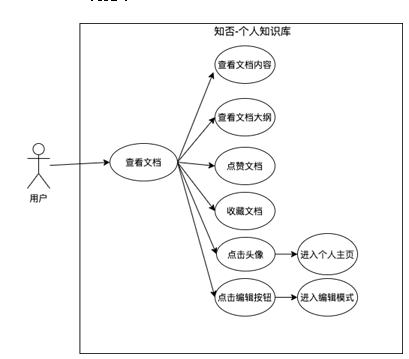 知否-个人知识库
查看文档内容
查看文档大纲
查看文档
点赞文档
用户
收藏文档
点击头像
进入个人主页
点击编辑按钮
进入编辑模式